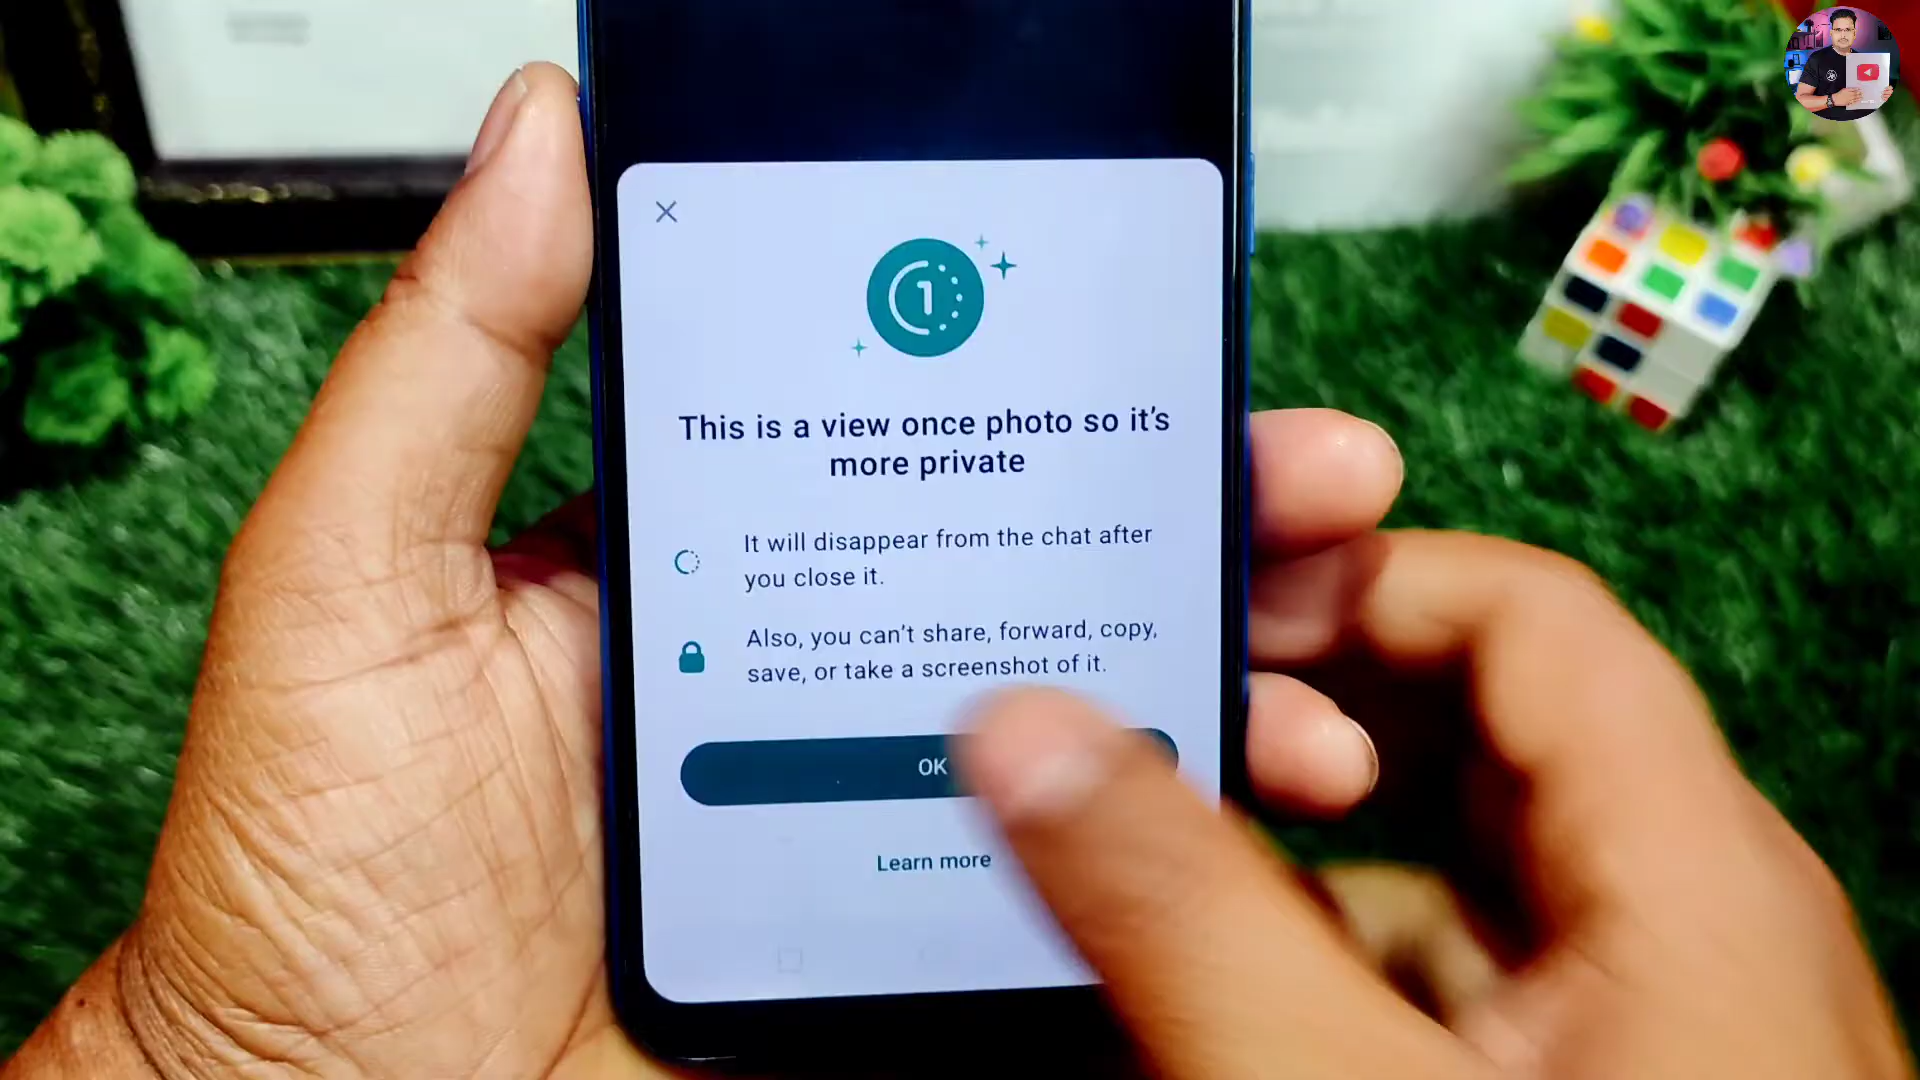 1
This is a view once photo so it's
more private
It will disappear from the chat after
you close it.
Also, you can't share, forward, copy,
save, or take a screenshot of it.
OK
Learn more